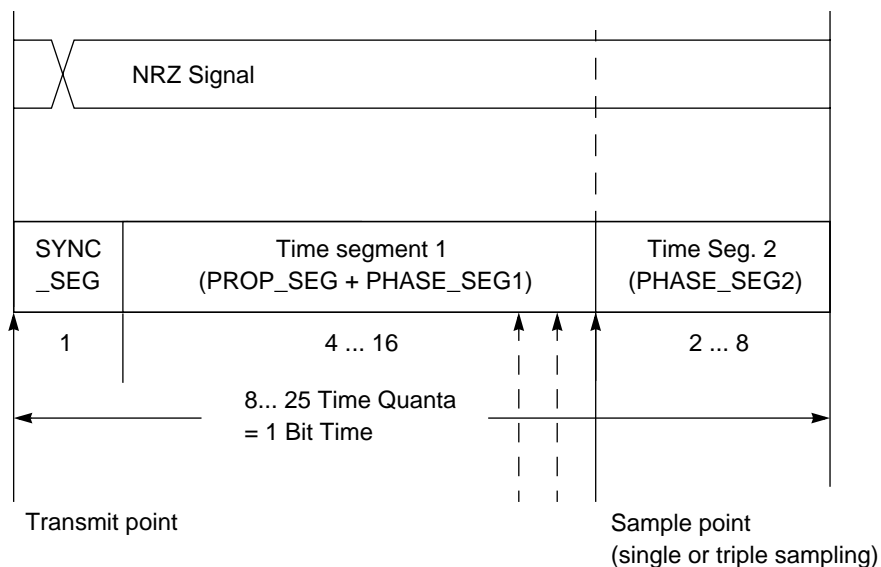 NRZ Signal
SYNC
_SEG
Time segment 1
(PROP_SEG + PHASE_SEG1)
Time Seg. 2
(PHASE_SEG2)
1
4 ... 16
2 ... 8
8... 25 Time Quanta
= 1 Bit Time
Transmit point
Sample point
(single or triple sampling)